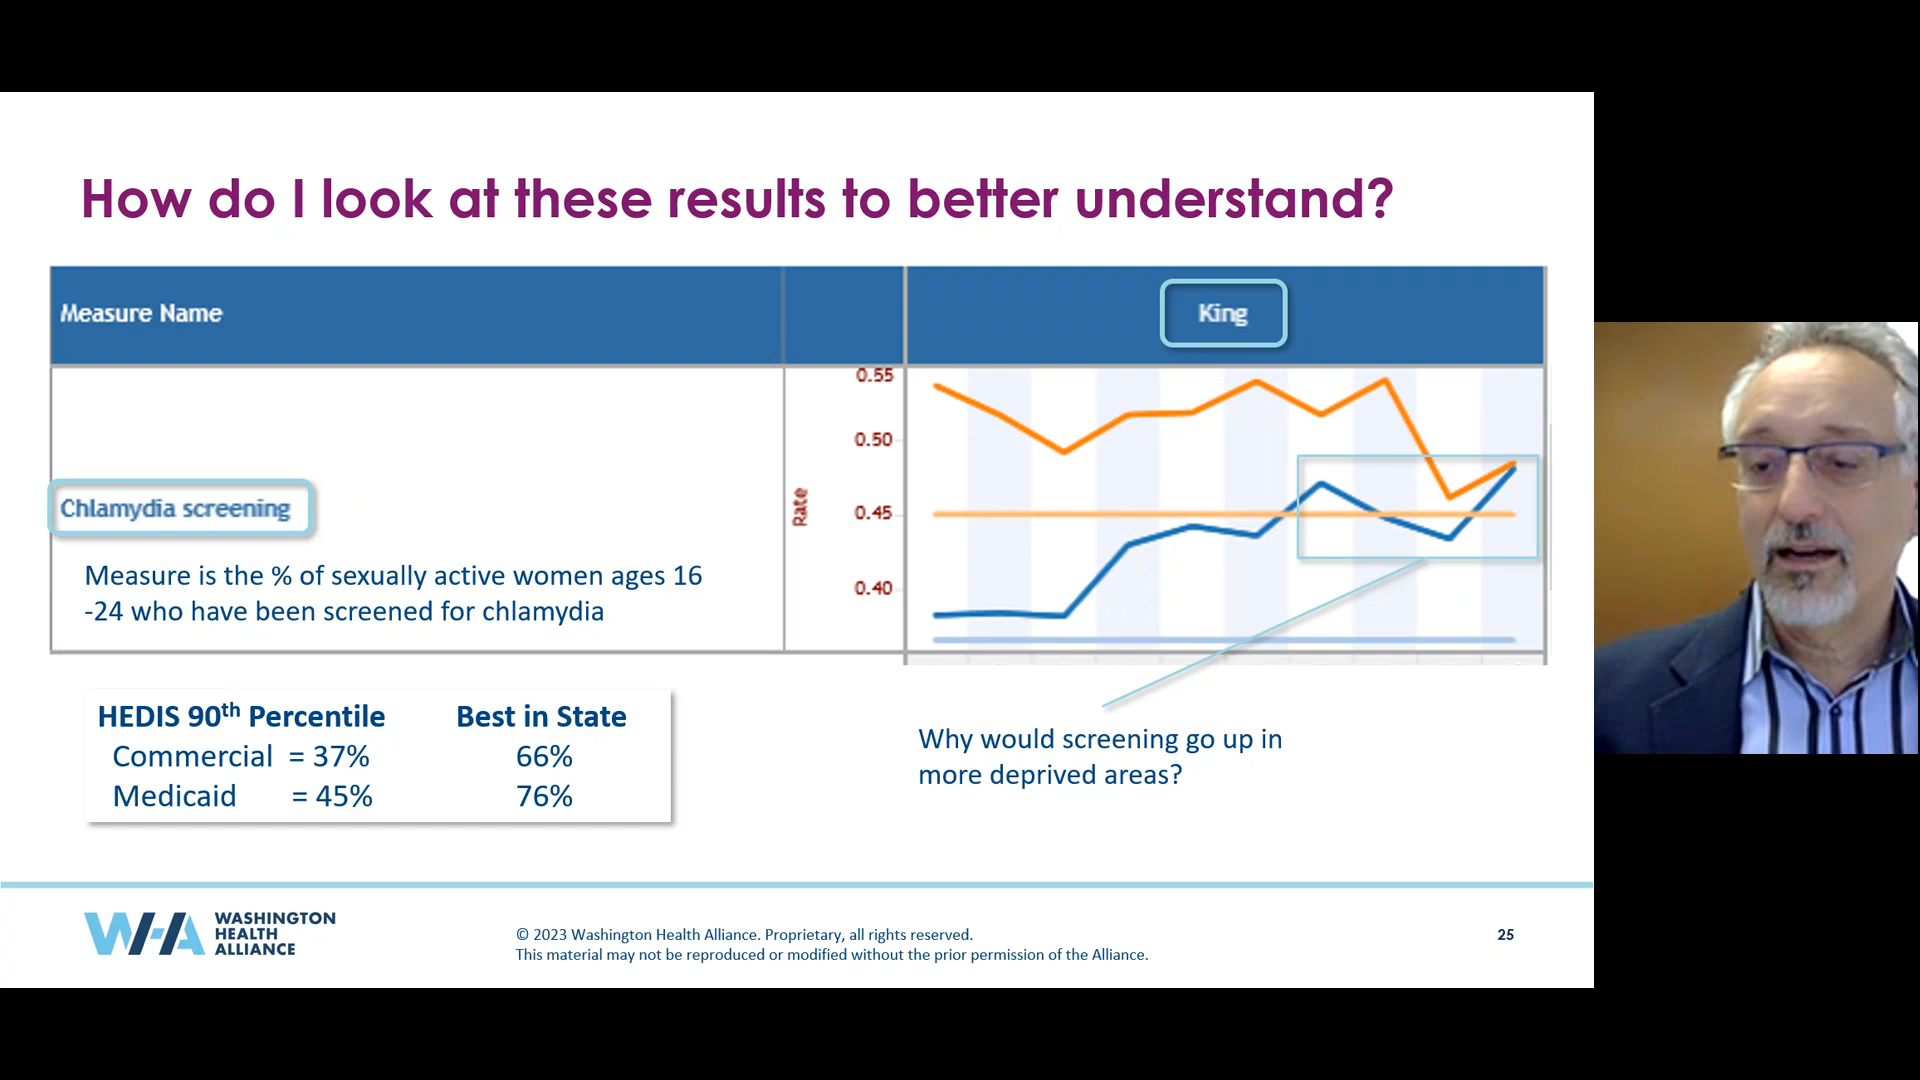 How do I look at these results to better understand?
Measure Name
King
0.55
0.50
0.45
0.40
Rate
Chlamydia screening
Measure is the % of sexually active women ages 16
-24 who have been screened for chlamydia
HEDIS 90th Percentile Best in State
Commercial = 37% 66%
Medicaid = 45% 76%
Why would screening go up in
more deprived areas?
WHA
WASHINGTON
HEALTH
ALLIANCE
© 2023 Washington Health Alliance. Proprietary, all rights reserved.
This material may not be reproduced or modified without the prior permission of the Alliance.
25